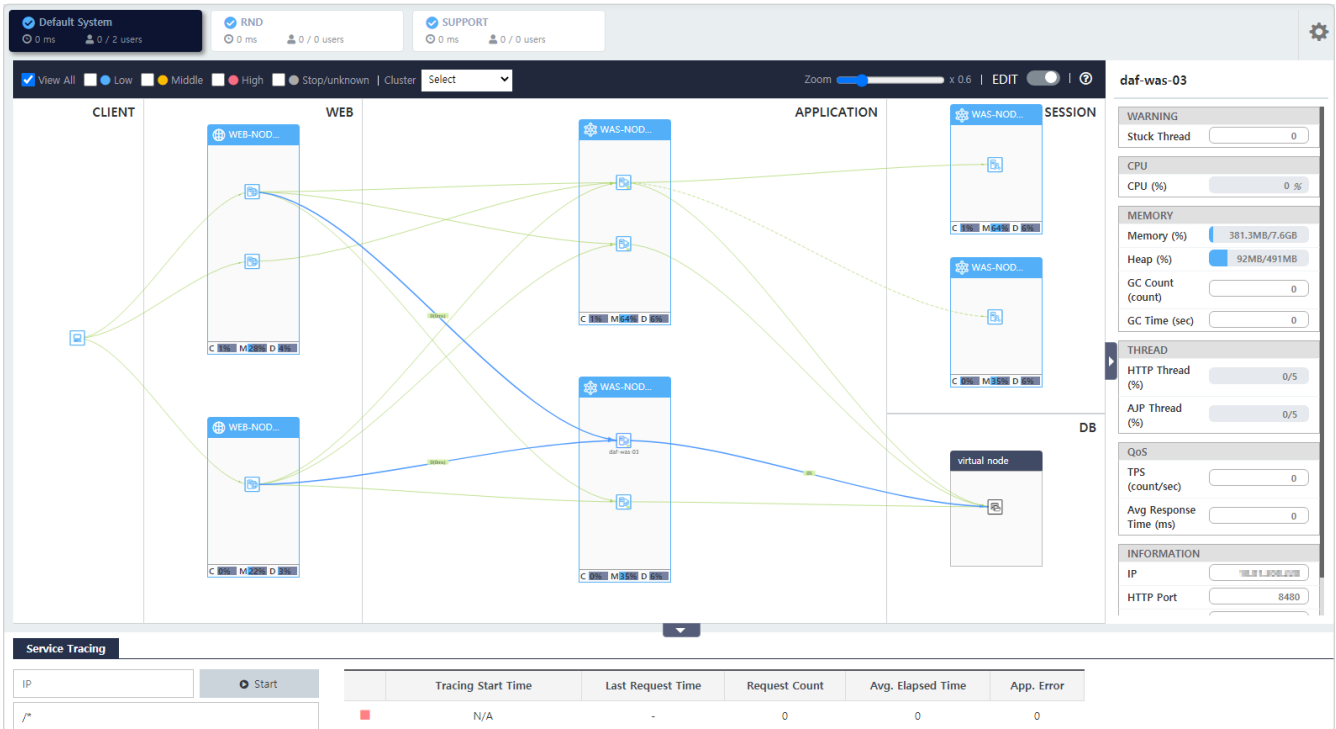 Default System
0 ms 0 / 2 users
RND
0 ms 0 / 0 users
SUPPORT
0 ms 0 / 0 users
View All Low Middle High Stop/unknown | Cluster Select
Zoom x 0.6 | EDIT |
CLIENT
WEB
APPLICATION
SESSION
DB
WEB-NOD...
C 1% M 28% D 4%
WEB-NOD...
C 0% M 22% D 3%
WAS-NOD...
C 1% M 64% D 6%
WAS-NOD...
daf-was-03
C 0% M 35% D 6%
WAS-NOD...
C 1% M 64% D 6%
WAS-NOD...
C 0% M 35% D 6%
virtual node
daf-was-03
WARNING
Stuck Thread 0
CPU
CPU (%) 0 %
MEMORY
Memory (%) 381.3MB/7.6GB
Heap (%) 92MB/491MB
GC Count
(count) 0
GC Time (sec) 0
THREAD
HTTP Thread
(%) 0/5
AJP Thread
(%) 0/5
QoS
TPS
(count/sec) 0
Avg Response
Time (ms) 0
INFORMATION
IP
HTTP Port 8480
Service Tracing
IP
Start
/*
Tracing Start Time Last Request Time Request Count Avg. Elapsed Time App. Error
N/A - 0 0 0